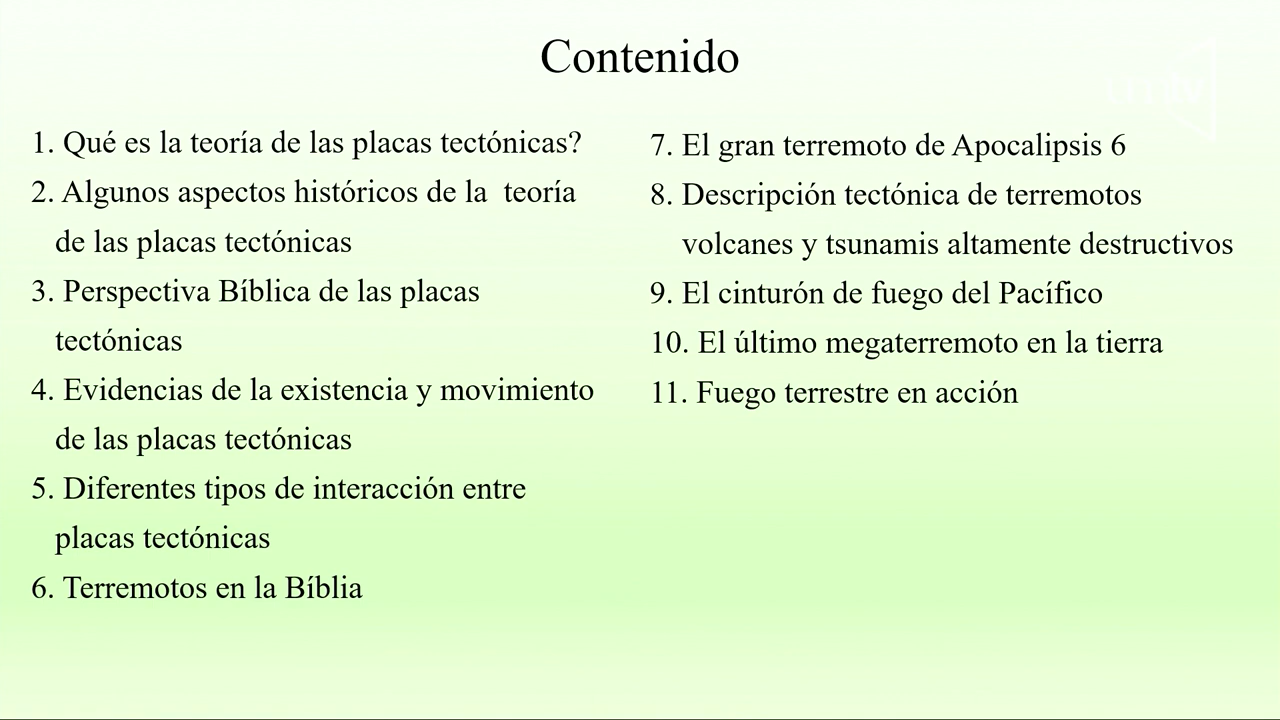 Contenido
1. Qué es la teoría de las placas tectónicas?
2. Algunos aspectos históricos de la  teoría
de las placas tectónicas
3. Perspectiva Bíblica de las placas
tectónicas
4. Evidencias de la existencia y movimiento
de las placas tectónicas
5. Diferentes tipos de interacción entre
placas tectónicas
6. Terremotos en la Bíblia
7. El gran terremoto de Apocalipsis 6
8. Descripción tectónica de terremotos
volcanes y tsunamis altamente destructivos
9. El cinturón de fuego del Pacífico
10. El último megaterremoto en la tierra
11. Fuego terrestre en acción